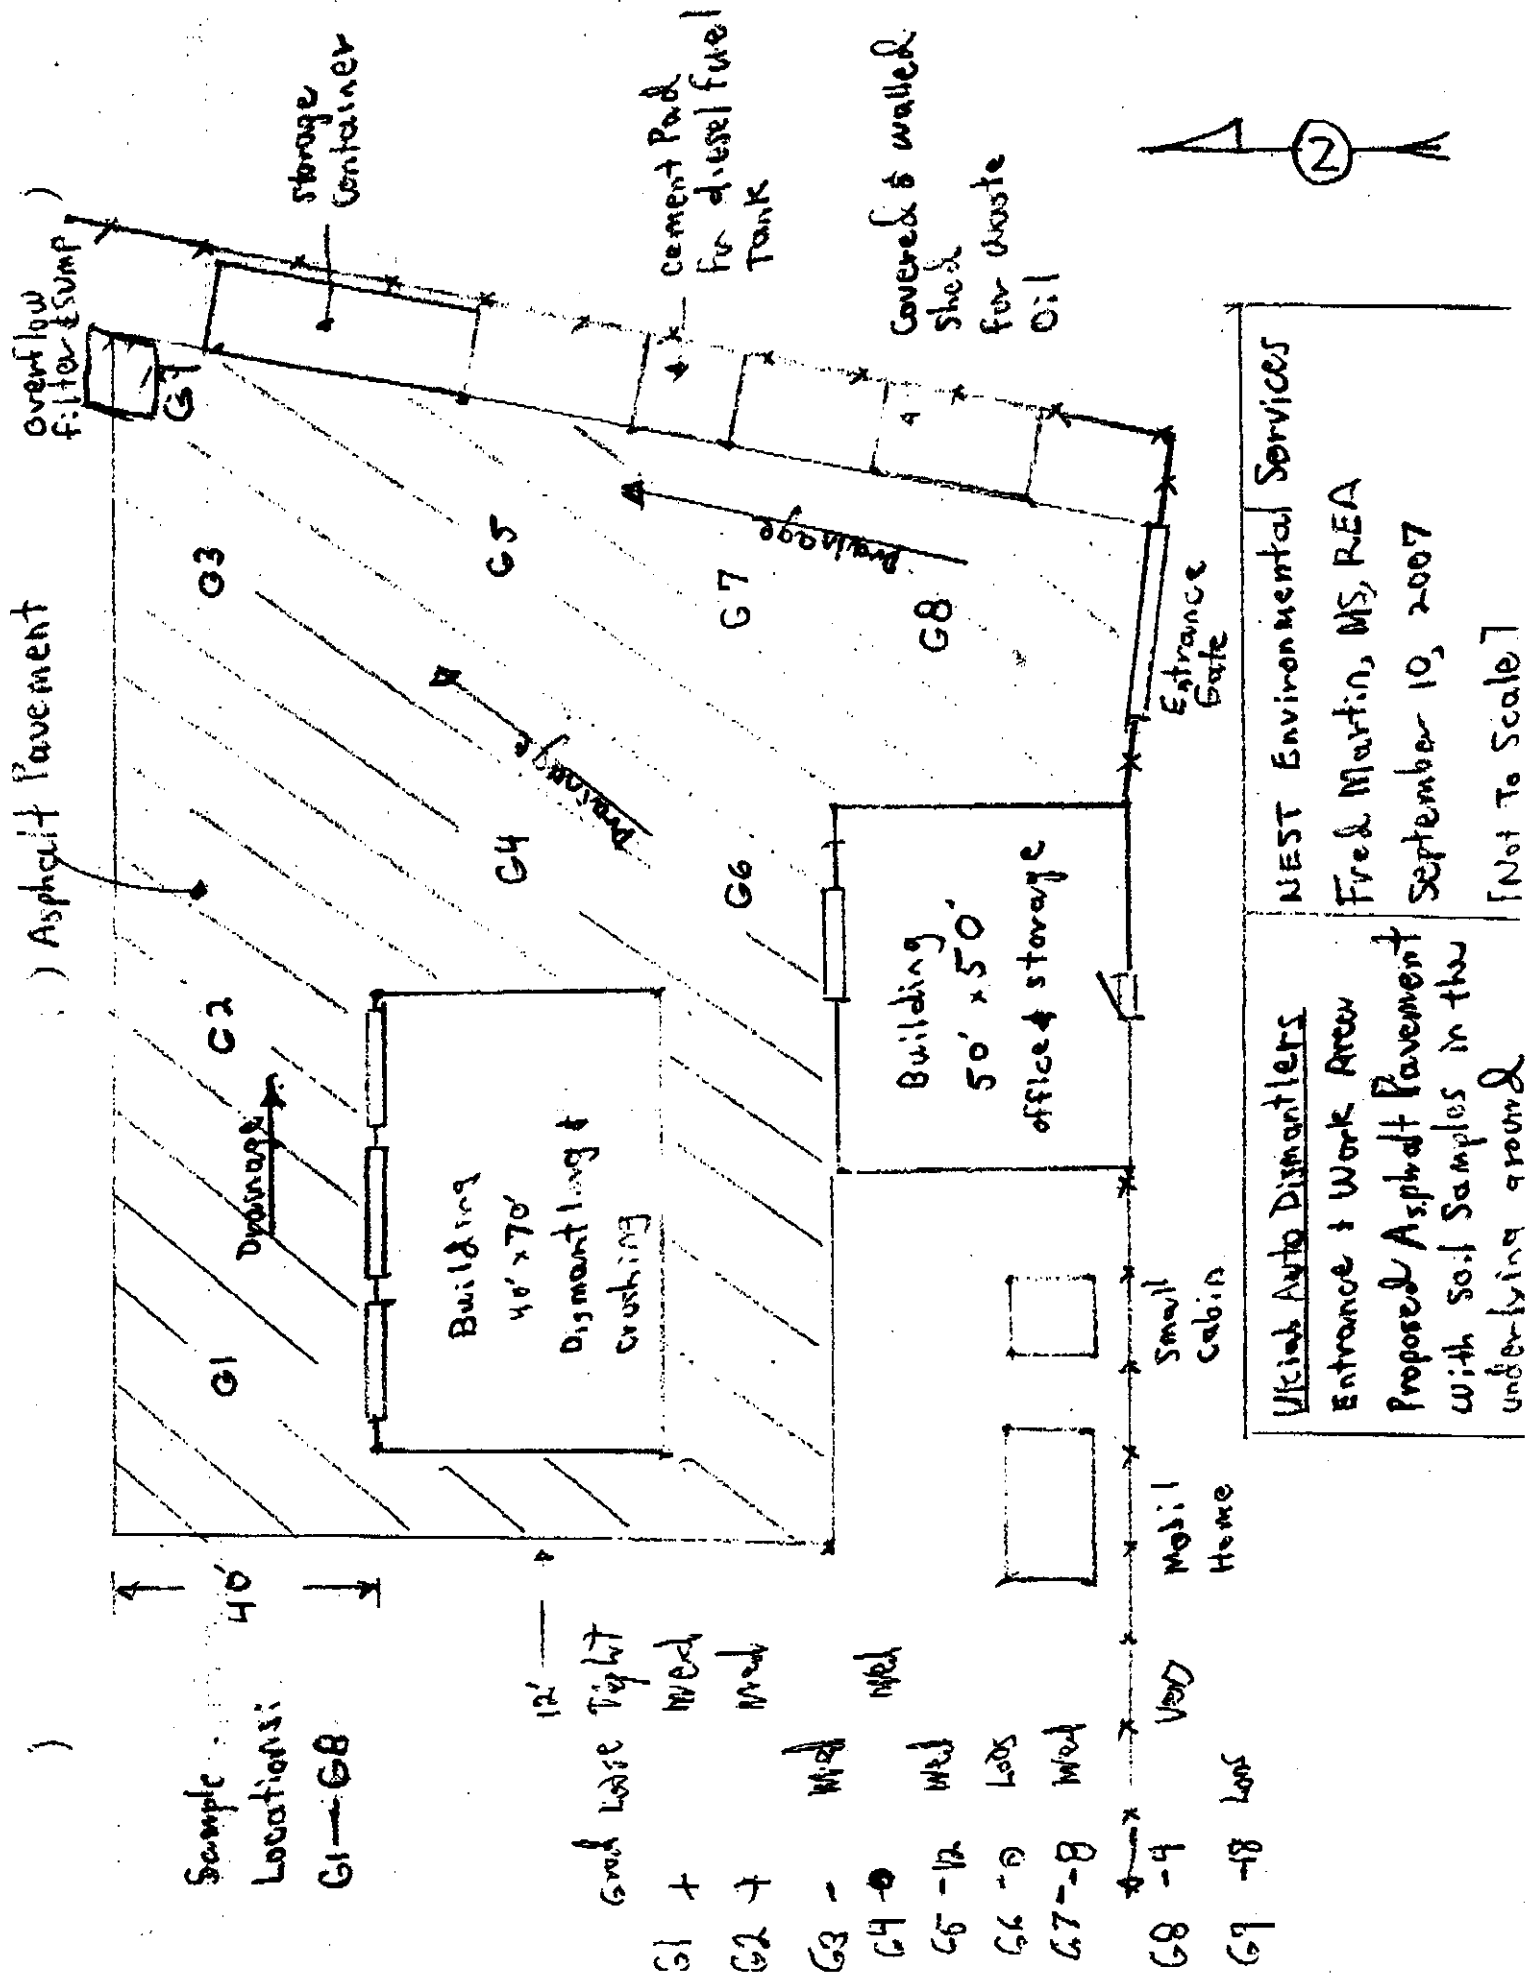 Asphalt Pavement
Overflow
filter & sump
G9
storage
container
cement Pad
for diesel fuel
Tank
Covered & walled
Shed
for waste
Oil
2
Sample
Locations:
G1—G8
40'
12'
G1
G2
G3
G4
G5
G6
G7
G8
Drainage
Drainage
Drainage
Building
40' x 70'
Dismantling &
Crushing
Building
50' x 50'
office & storage
Entrance
Gate
Small
Cabin
Mobil
Home
Grad Loose Tight
G1 + Med
G2 + Med
G3 - Med
G4 Med
G5 -12 Med
G6 -0 Loos
G7 -8 Med
G8 -9
G9 -18 Loos
Ukiah Auto Dismantlers
Entrance & Work Area
Proposed Asphalt Pavement
With Soil Samples in the
underlying ground
NEST Environmental Services
Fred Martin, MS, REA
September 10, 2007
[Not To Scale]